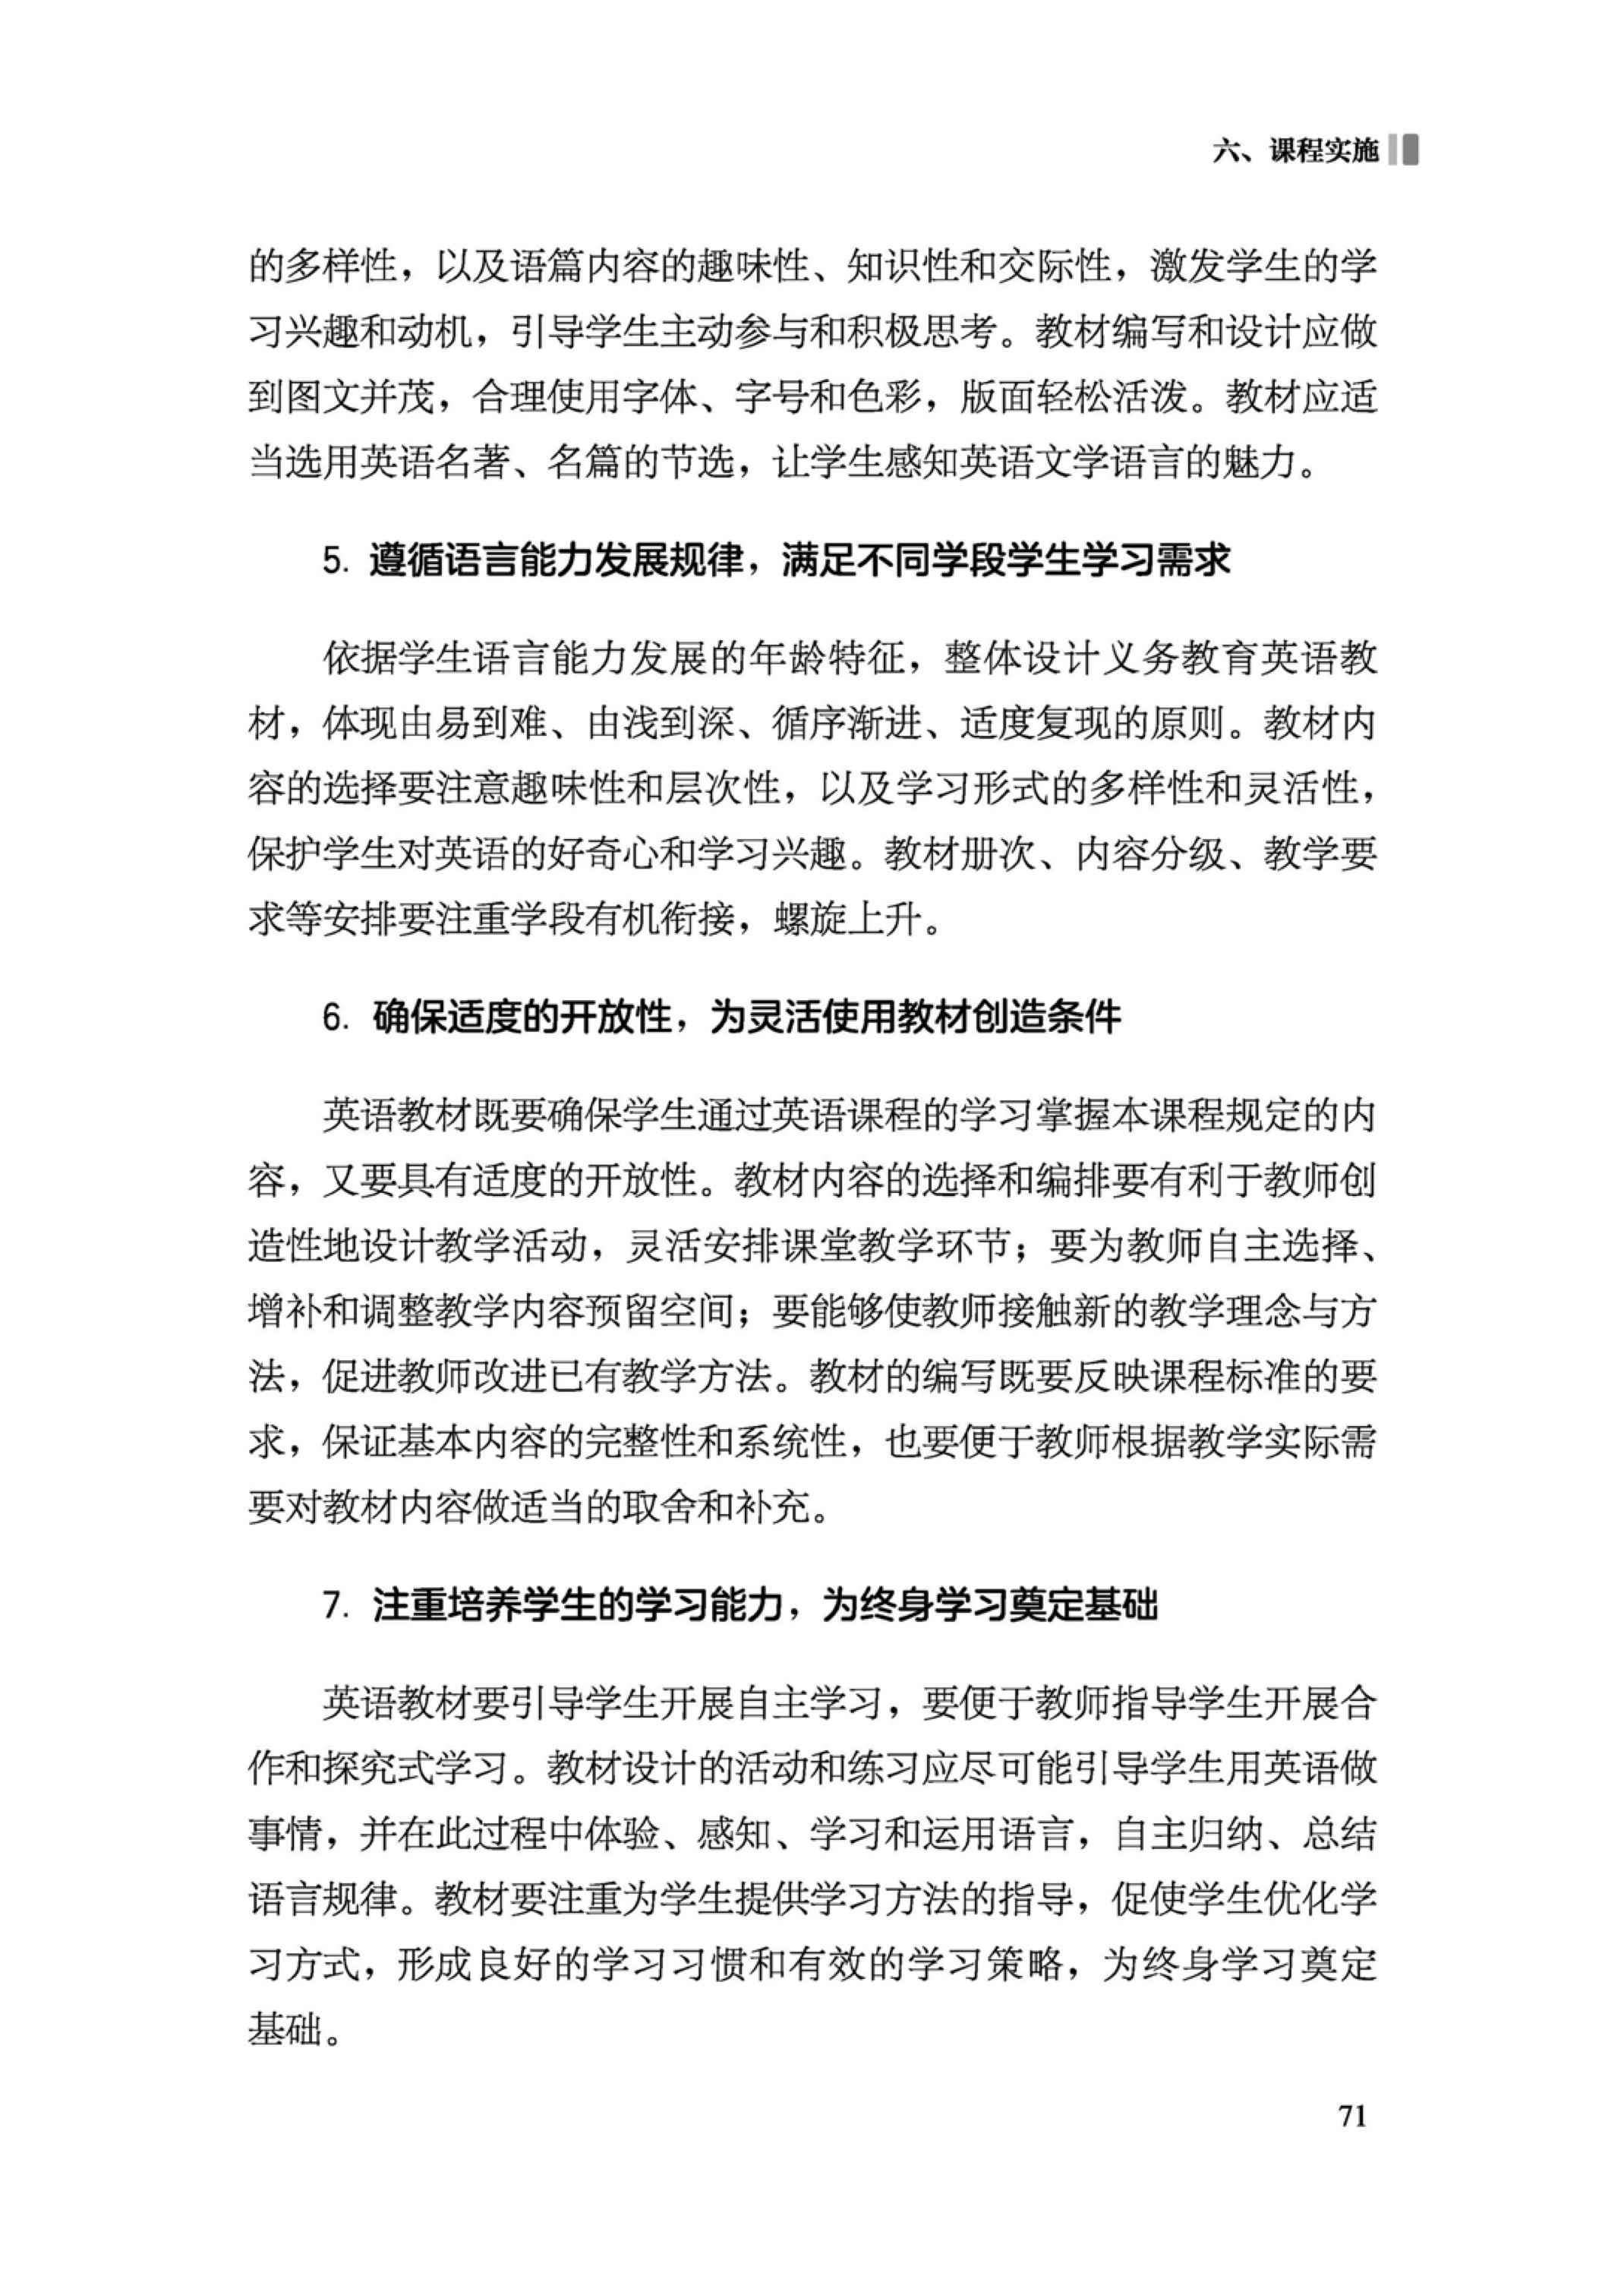 六、课程实施
的多样性，以及语篇内容的趣味性、知识性和交际性，激发学生的学
习兴趣和动机，引导学生主动参与和积极思考。教材编写和设计应做
到图文并茂，合理使用字体、字号和色彩，版面轻松活泼。教材应适
当选用英语名著、名篇的节选，让学生感知英语文学语言的魅力。
5. 遵循语言能力发展规律，满足不同学段学生学习需求
依据学生语言能力发展的年龄特征，整体设计义务教育英语教
材，体现由易到难、由浅到深、循序渐进、适度复现的原则。教材内
容的选择要注意趣味性和层次性，以及学习形式的多样性和灵活性，
保护学生对英语的好奇心和学习兴趣。教材册次、内容分级、教学要
求等安排要注重学段有机衔接，螺旋上升。
6. 确保适度的开放性，为灵活使用教材创造条件
英语教材既要确保学生通过英语课程的学习掌握本课程规定的内
容，又要具有适度的开放性。教材内容的选择和编排要有利于教师创
造性地设计教学活动，灵活安排课堂教学环节；要为教师自主选择、
增补和调整教学内容预留空间；要能够使教师接触新的教学理念与方
法，促进教师改进已有教学方法。教材的编写既要反映课程标准的要
求，保证基本内容的完整性和系统性，也要便于教师根据教学实际需
要对教材内容做适当的取舍和补充。
7. 注重培养学生的学习能力，为终身学习奠定基础
英语教材要引导学生开展自主学习，要便于教师指导学生开展合
作和探究式学习。教材设计的活动和练习应尽可能引导学生用英语做
事情，并在此过程中体验、感知、学习和运用语言，自主归纳、总结
语言规律。教材要注重为学生提供学习方法的指导，促使学生优化学
习方式，形成良好的学习习惯和有效的学习策略，为终身学习奠定
基础。
71